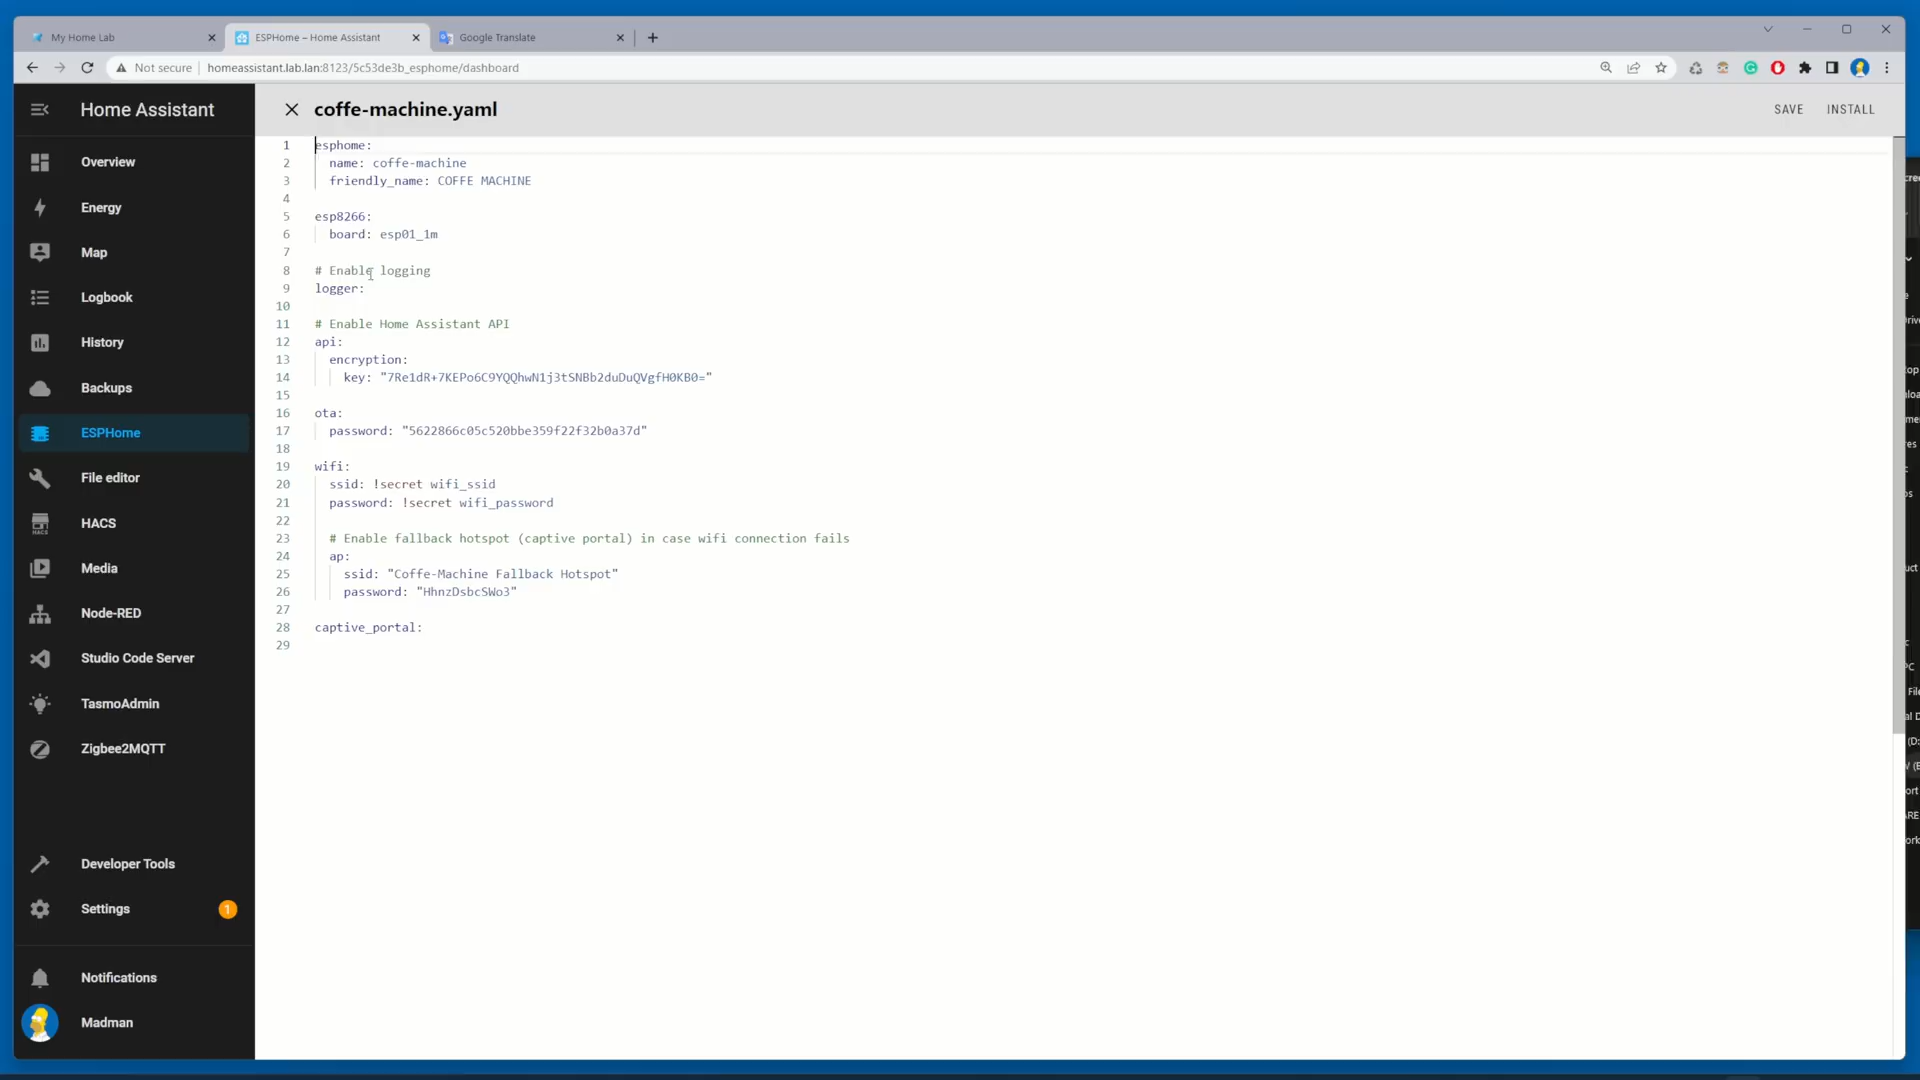 My Home Lab
ESPHome – Home Assistant
Google Translate
Not secure
homeassistant.lab.lan:8123/5c53de3b_esphome/dashboard
Home Assistant
coffe-machine.yaml
SAVE
INSTALL
Overview
Energy
Map
Logbook
History
Backups
ESPHome
File editor
HACS
Media
Node-RED
Studio Code Server
TasmoAdmin
Zigbee2MQTT
Developer Tools
Settings
1
Notifications
Madman
1 esphome:
2 name: coffe-machine
3 friendly_name: COFFE MACHINE
4
5 esp8266:
6 board: esp01_1m
7
8 # Enable logging
9 logger:
10
11 # Enable Home Assistant API
12 api:
13 encryption:
14 key: "7Re1dR+7KEPo6C9YQQhwN1j3tSNBb2duDuQVgfH0KB0="
15
16 ota:
17 password: "5622866c05c520bbe359f22f32b0a37d"
18
19 wifi:
20 ssid: !secret wifi_ssid
21 password: !secret wifi_password
22
23 # Enable fallback hotspot (captive portal) in case wifi connection fails
24 ap:
25 ssid: "Coffe-Machine Fallback Hotspot"
26 password: "HhnzDsbcSWo3"
27
28 captive_portal:
29